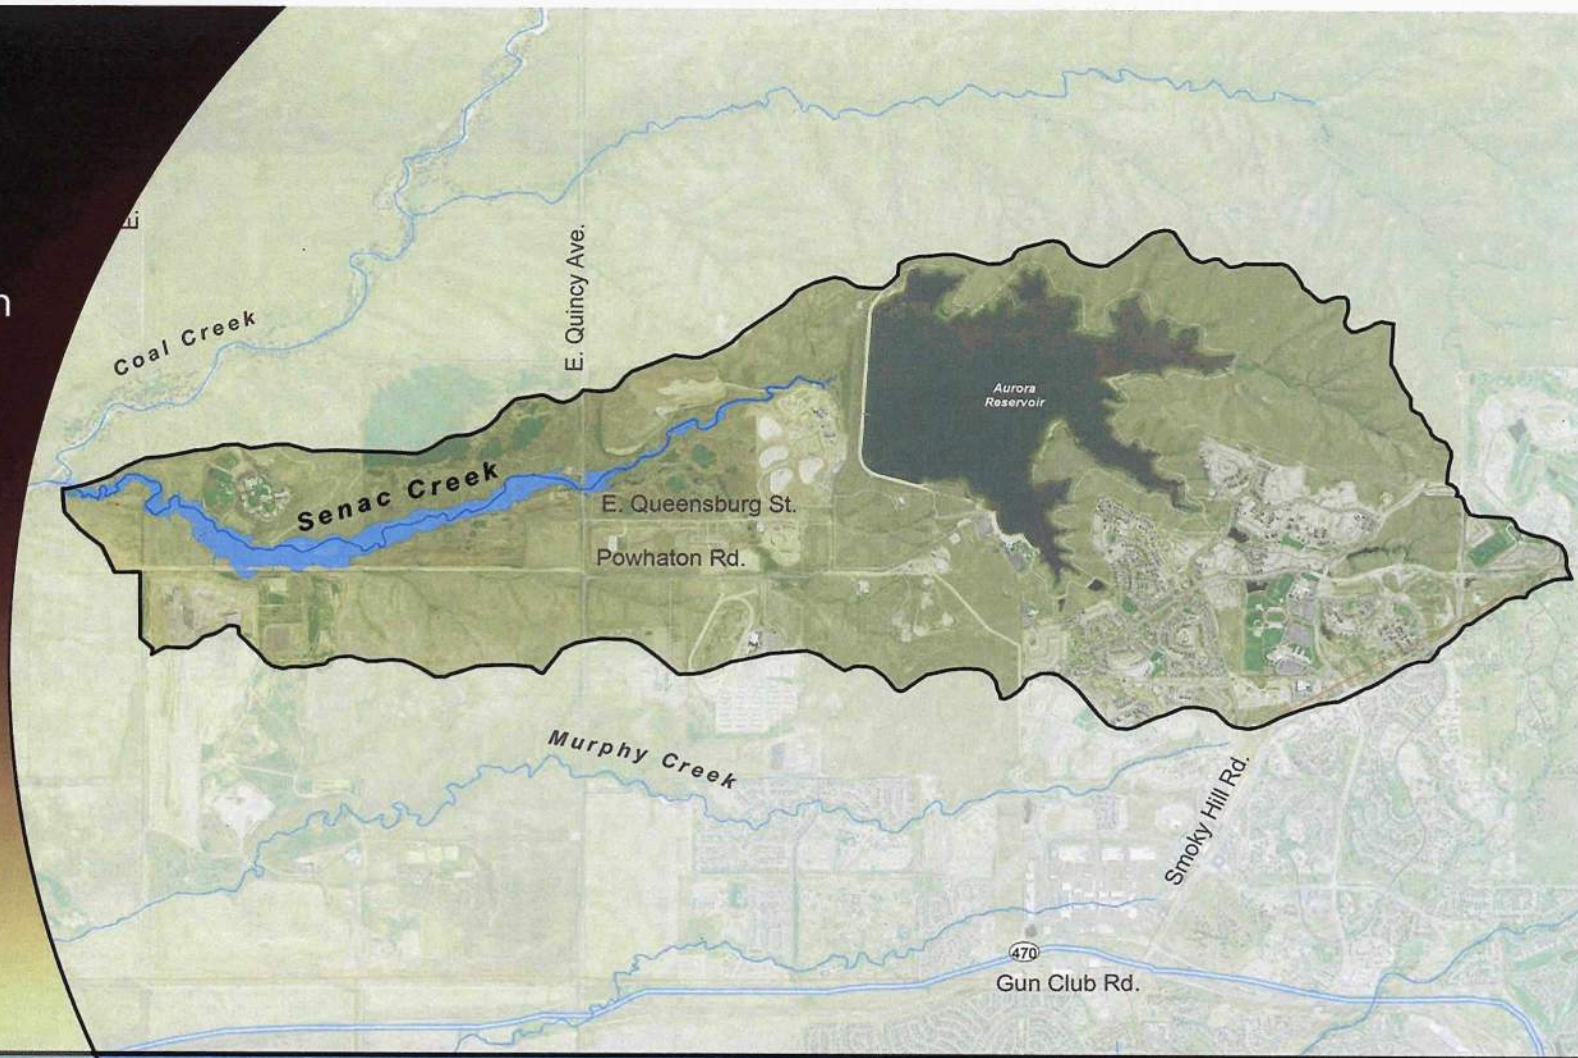 n
E.
Coal Creek
E. Quincy Ave.
Aurora
Reservoir
Senac Creek
E. Queensburg St.
Powhaton Rd.
Murphy Creek
Smoky Hill Rd.
470
Gun Club Rd.